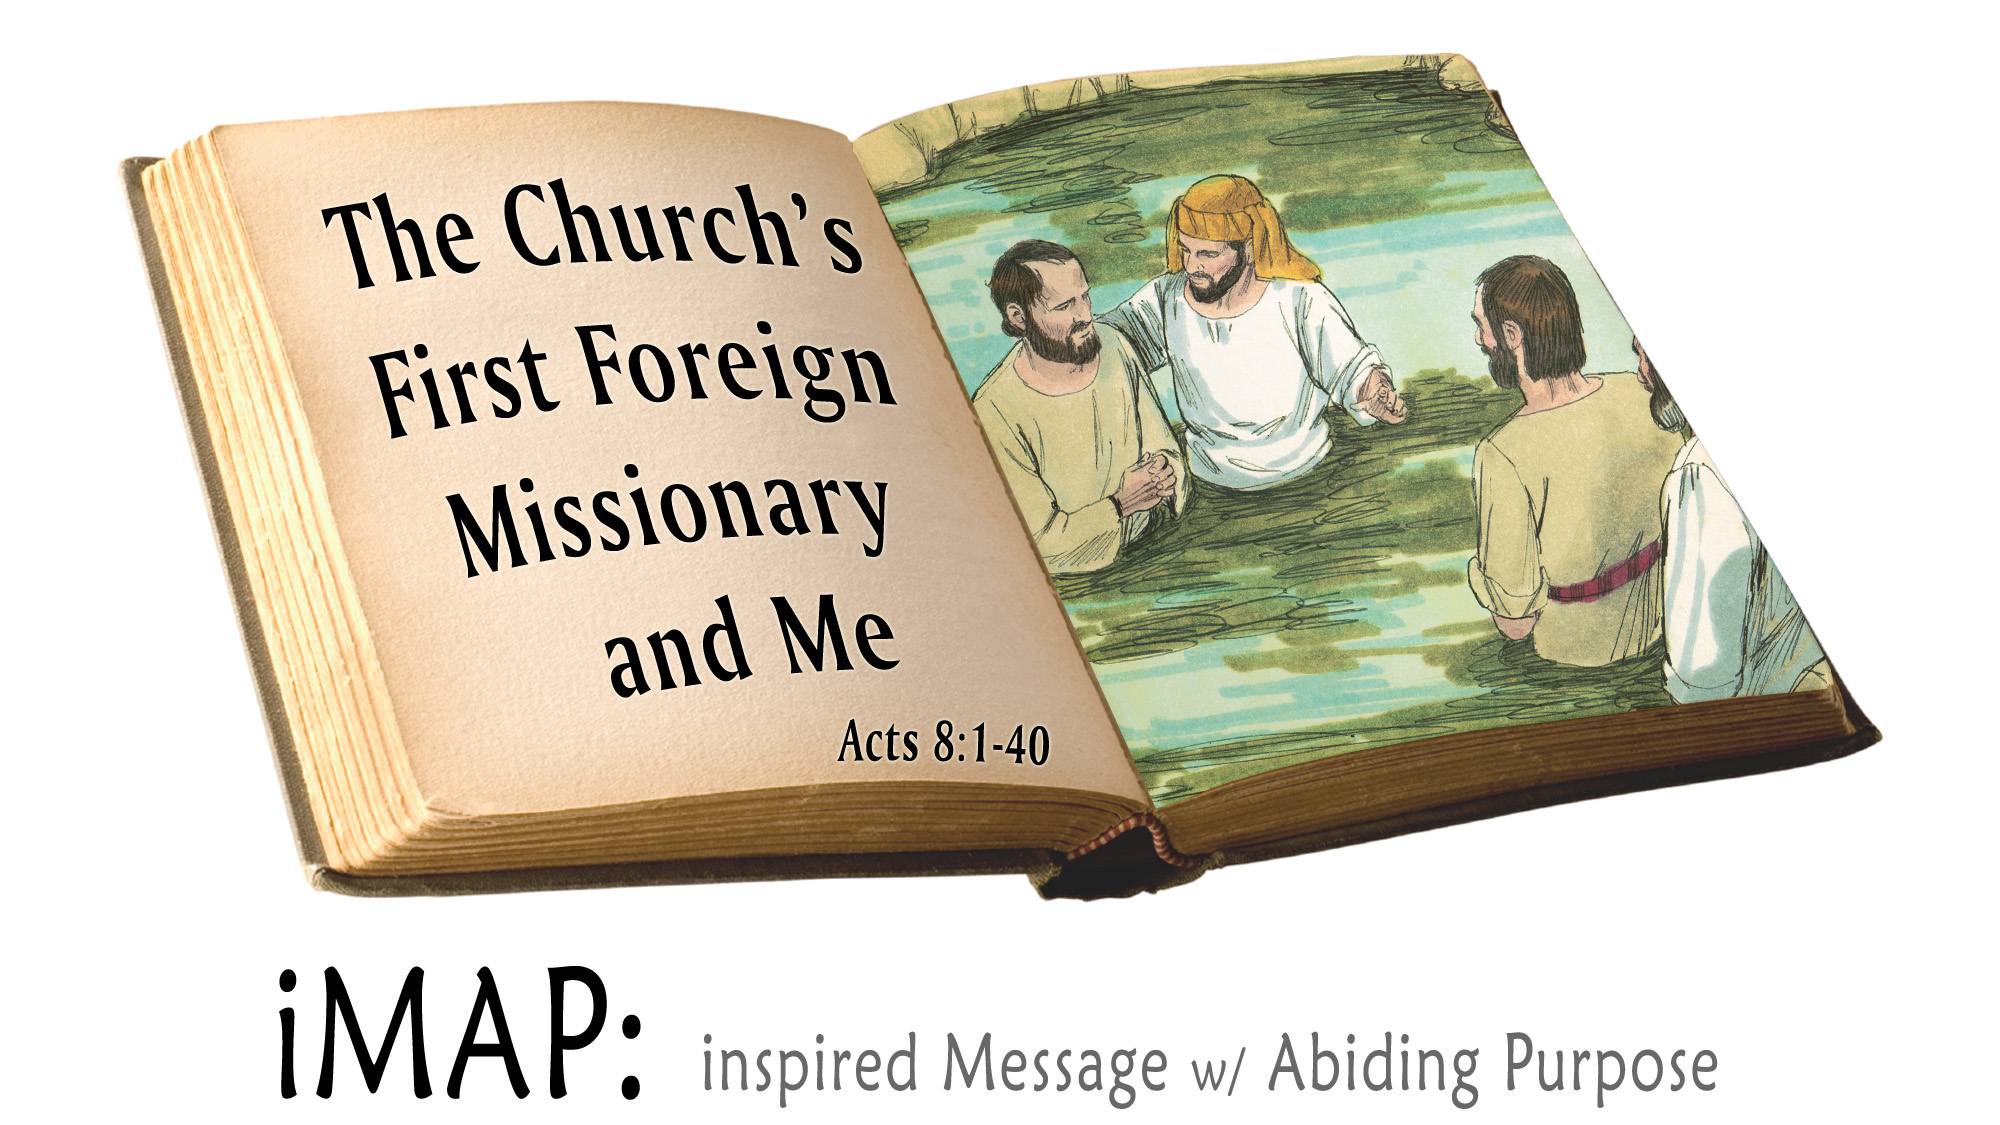 The Church’s
First Foreign
Missionary
and Me
Acts 8:1-40
iMAP: inspired Message w/ Abiding Purpose